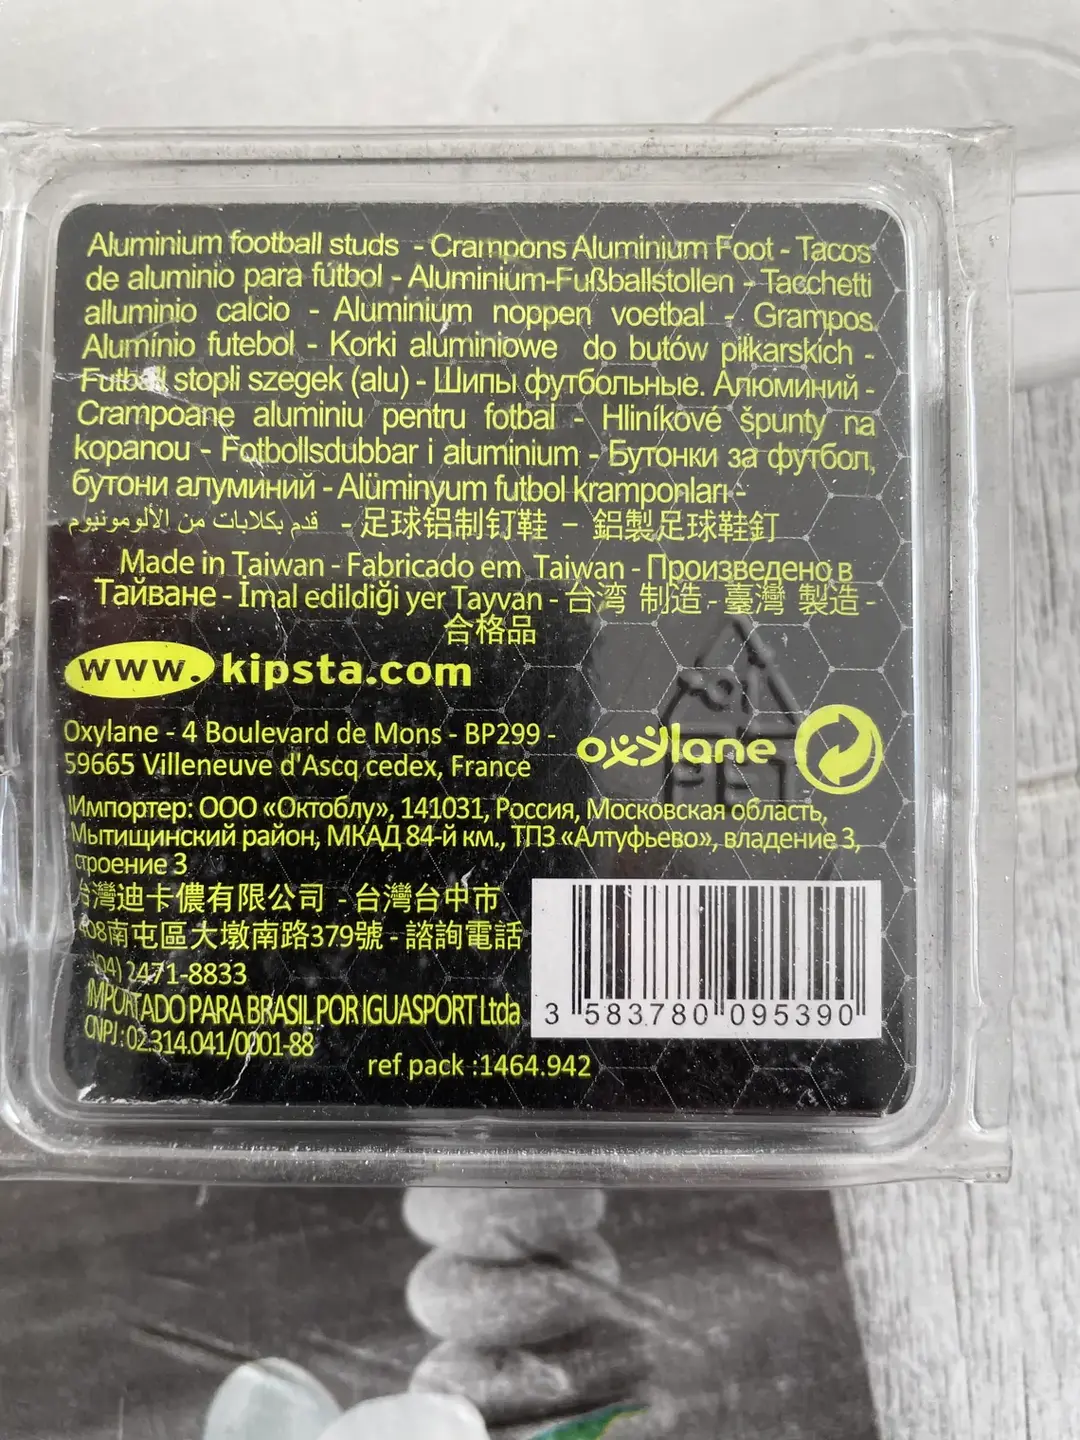 Aluminium football studs - Crampons Aluminium Foot - Tacos
de aluminio para fútbol - Aluminium-Fußballstollen - Tacchetti
alluminio calcio - Aluminium noppen voetbal - Grampos
Alumínio futebol - Korki aluminiowe do butów piłkarskich -
Futball stopli szegek (alu) - Шипы футбольные. Алюминий -
Crampoane aluminiu pentru fotbal - Hliníkové špunty na
kopanou - Fotbollsdubbar i aluminium - Бутонки за футбол,
бутони алуминий - Alüminyum futbol kramponları -
قدم بكلابات من الألومونيوم - 足球铝制钉鞋 - 鋁製足球鞋釘
Made in Taiwan - Fabricado em Taiwan - Произведено в
Тайване - İmal edildiği yer Tayvan - 台湾 制造 - 臺灣 製造 -
合格品
www.kipsta.com
Oxylane - 4 Boulevard de Mons - BP299 -
59665 Villeneuve d'Ascq cedex, France
oxylane
PET
Импортер: ООО «Октоблу», 141031, Россия, Московская область,
Мытищинский район, МКАД 84-й км., ТПЗ «Алтуфьево», владение 3,
строение 3
台灣迪卡儂有限公司 - 台灣台中市
408南屯區大墩南路379號 - 諮詢電話
(04) 2471-8833
IMPORTADO PARA BRASIL POR IGUASPORT Ltda
CNPJ : 02.314.041/0001-88
ref pack :1464.942
3 583780 095390